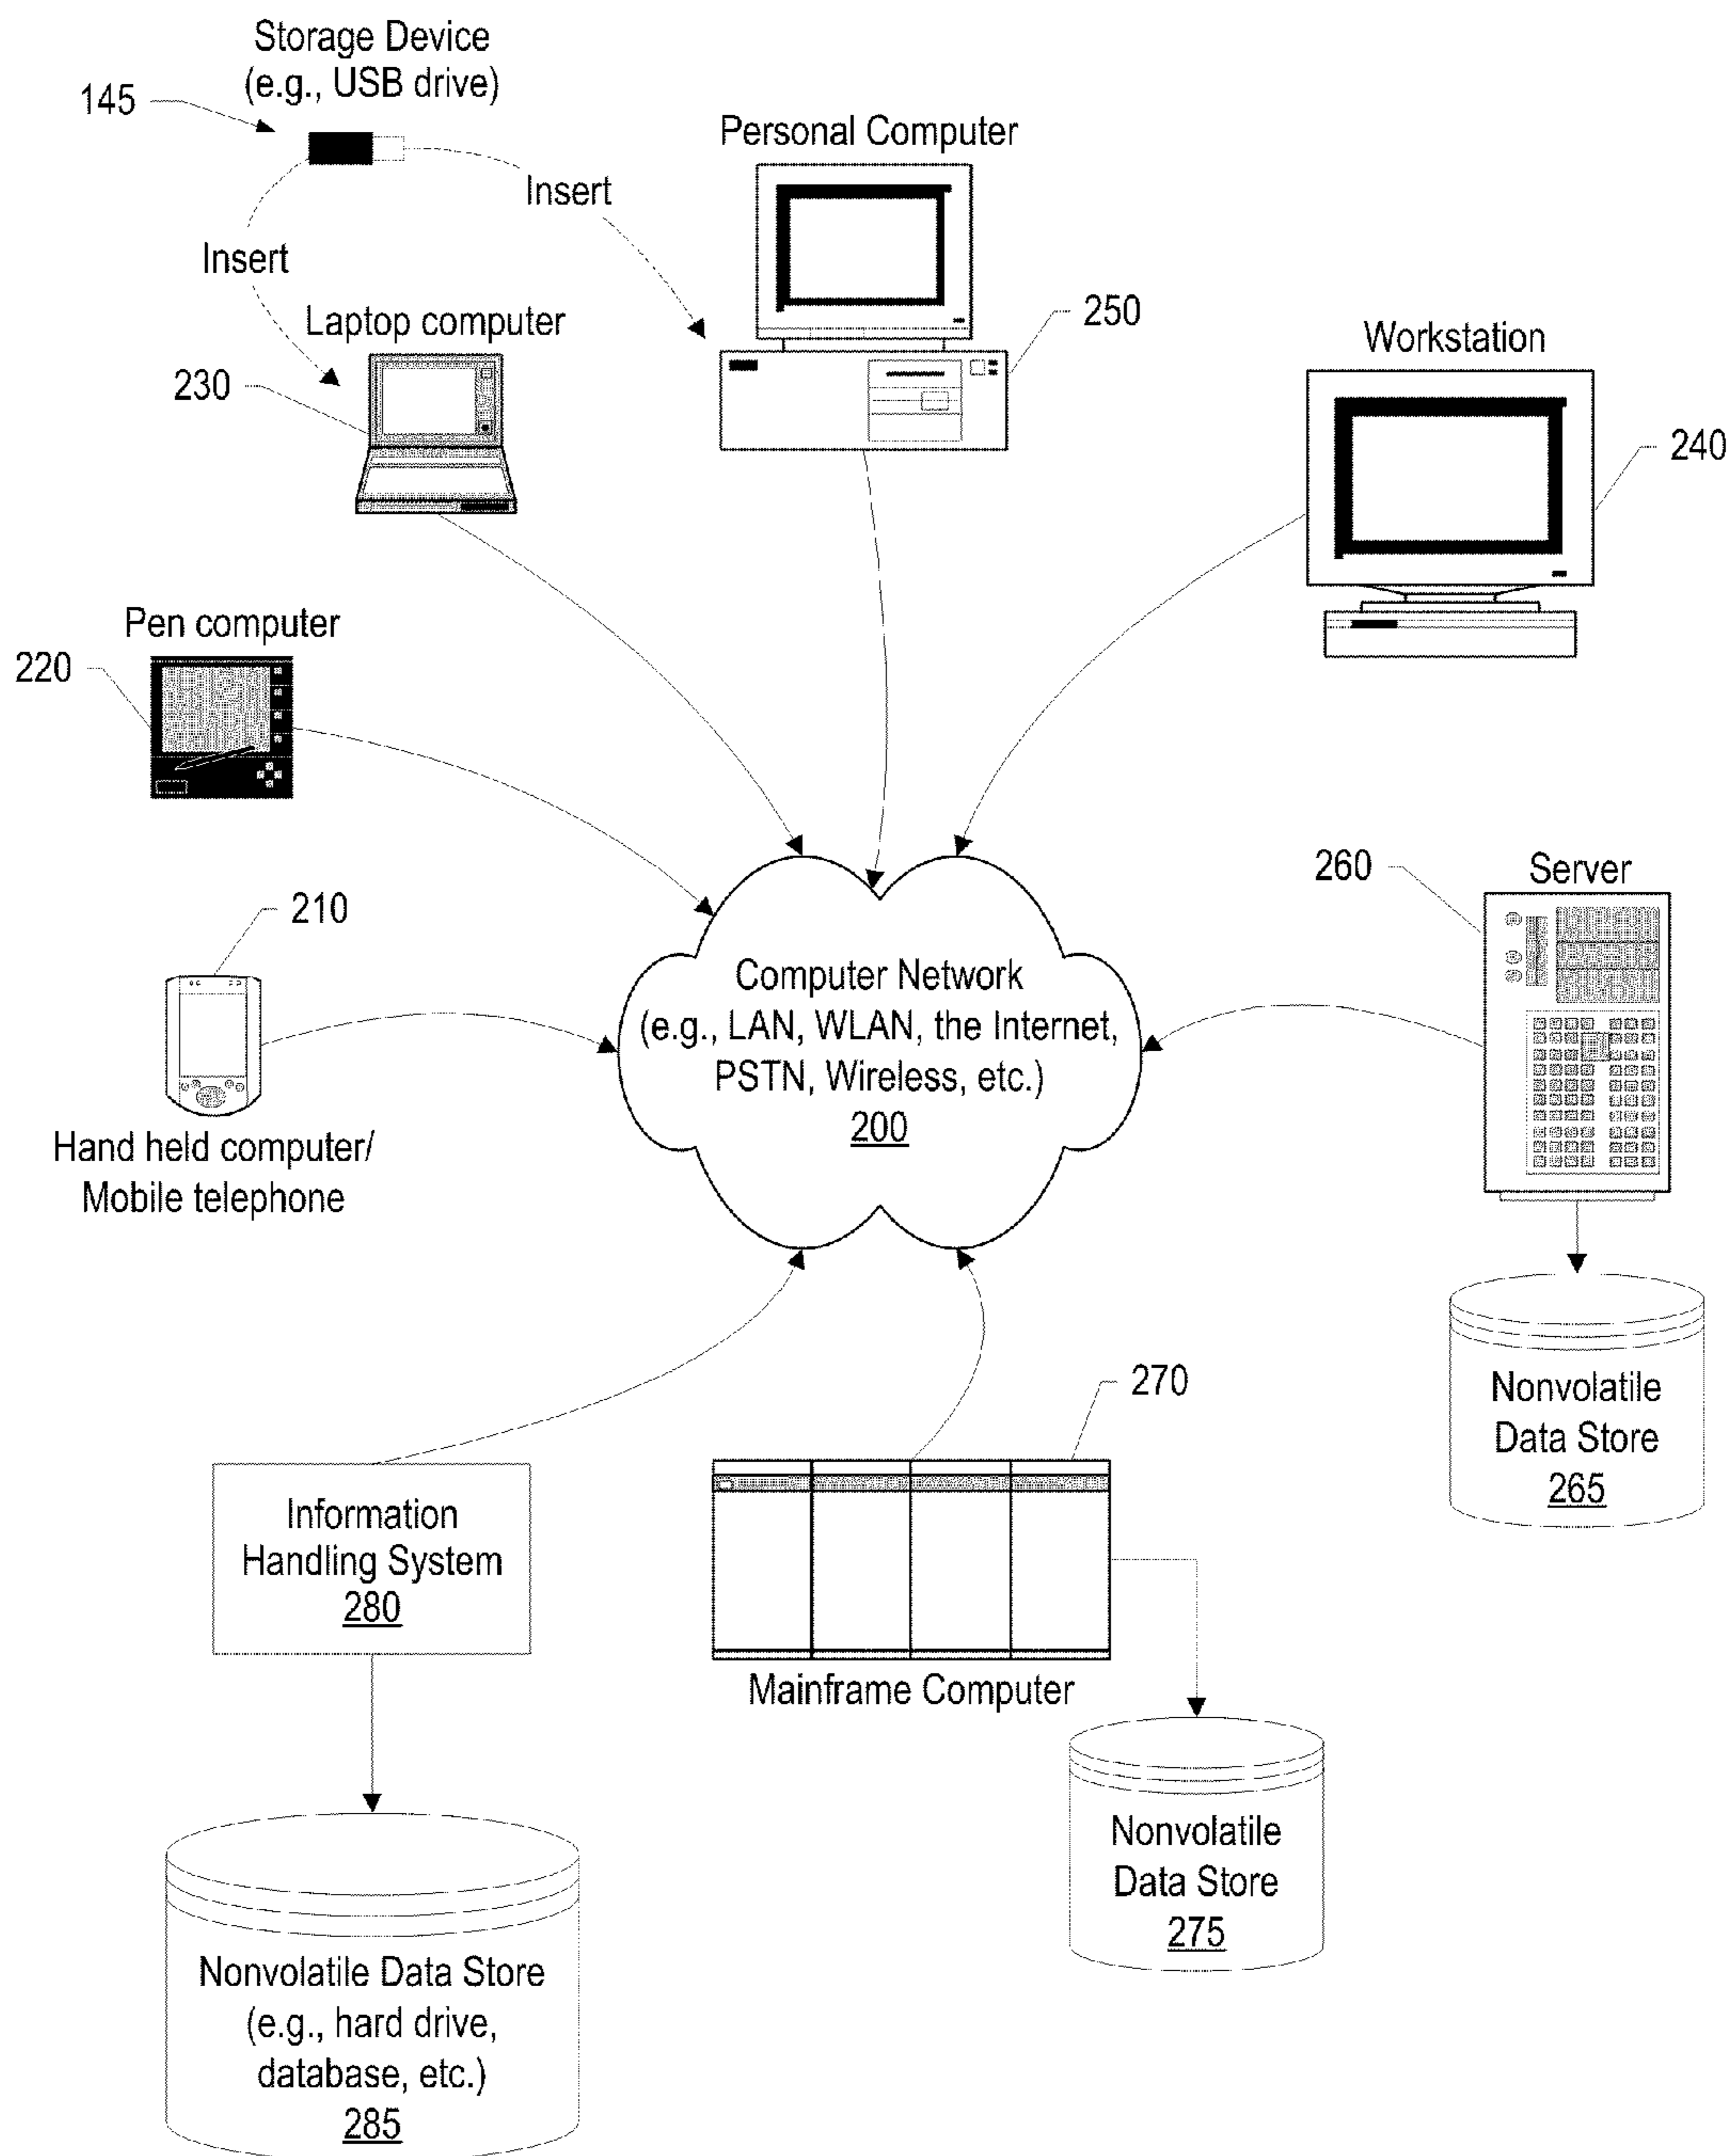 Storage Device
(e.g., USB drive)
145
Personal Computer
Insert
Insert
Laptop computer
250
Workstation
230
240
Pen computer
220
260
Server
210
Computer Network
(e.g., LAN, WLAN, the Internet,
PSTN, Wireless, etc.)
200
Hand held computer/
Mobile telephone
270
Nonvolatile
Data Store
265
Information
Handling System
280
Mainframe Computer
Nonvolatile
Data Store
275
Nonvolatile Data Store
(e.g., hard drive,
database, etc.)
285